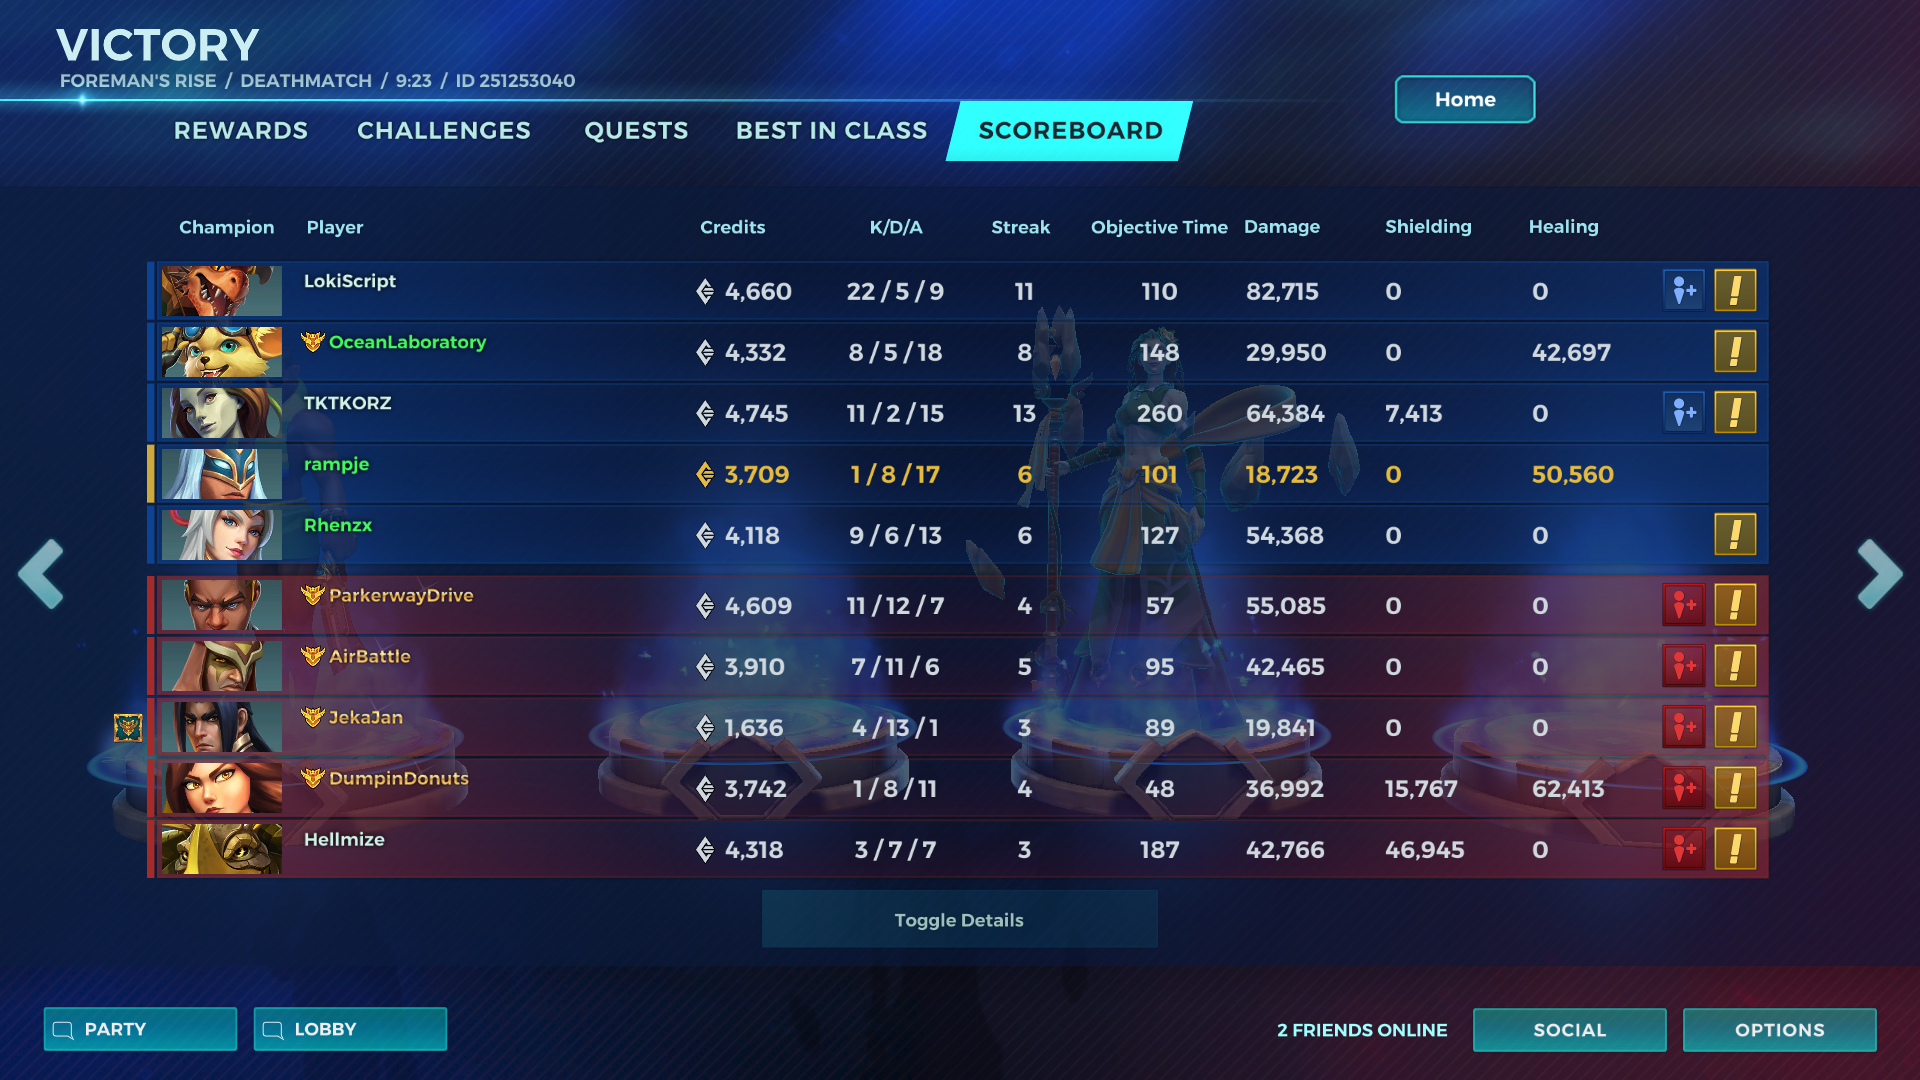 VICTORY
FOREMAN'S RISE / DEATHMATCH / 9:23 / ID 251253040
Home
REWARDS CHALLENGES QUESTS BEST IN CLASS SCOREBOARD
Champion Player Credits K/D/A Streak Objective Time Damage Shielding Healing
LokiScript 4,660 22 / 5 / 9 11 110 82,715 0 0
OceanLaboratory 4,332 8 / 5 / 18 8 148 29,950 0 42,697
TKTKORZ 4,745 11 / 2 / 15 13 260 64,384 7,413 0
rampje 3,709 1 / 8 / 17 6 101 18,723 0 50,560
Rhenzx 4,118 9 / 6 / 13 6 127 54,368 0 0
ParkerwayDrive 4,609 11 / 12 / 7 4 57 55,085 0 0
AirBattle 3,910 7 / 11 / 6 5 95 42,465 0 0
JekaJan 1,636 4 / 13 / 1 3 89 19,841 0 0
DumpinDonuts 3,742 1 / 8 / 11 4 48 36,992 15,767 62,413
Hellmize 4,318 3 / 7 / 7 3 187 42,766 46,945 0
Toggle Details
PARTY LOBBY 2 FRIENDS ONLINE SOCIAL OPTIONS